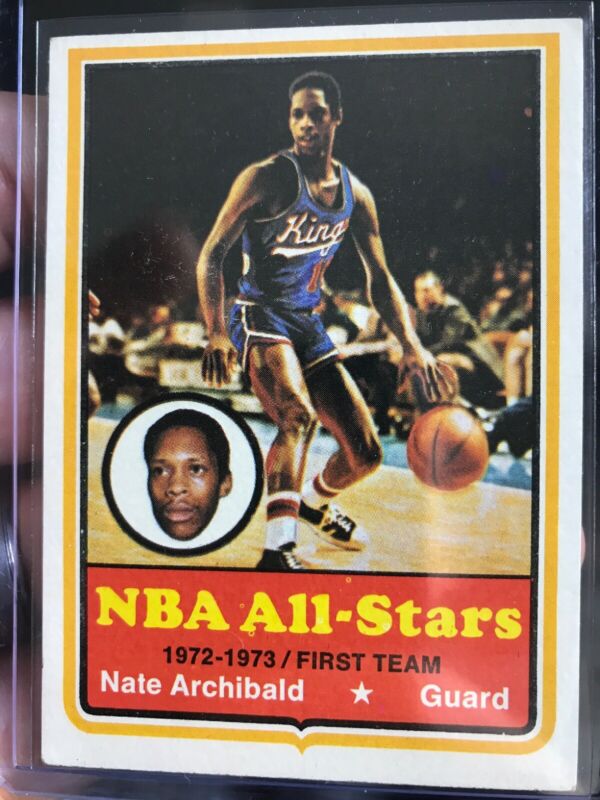 Kings
NBA All-Stars
1972-1973 / FIRST TEAM
Nate Archibald ★ Guard